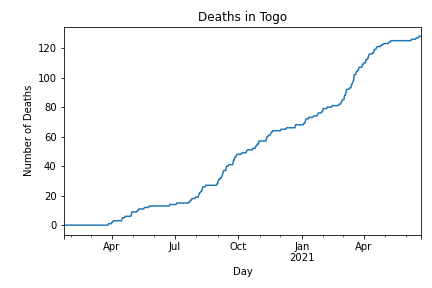 Deaths in Togo
Number of Deaths
120
100
80
60
40
20
0
Apr
Jul
Oct
Jan
2021
Apr
Day